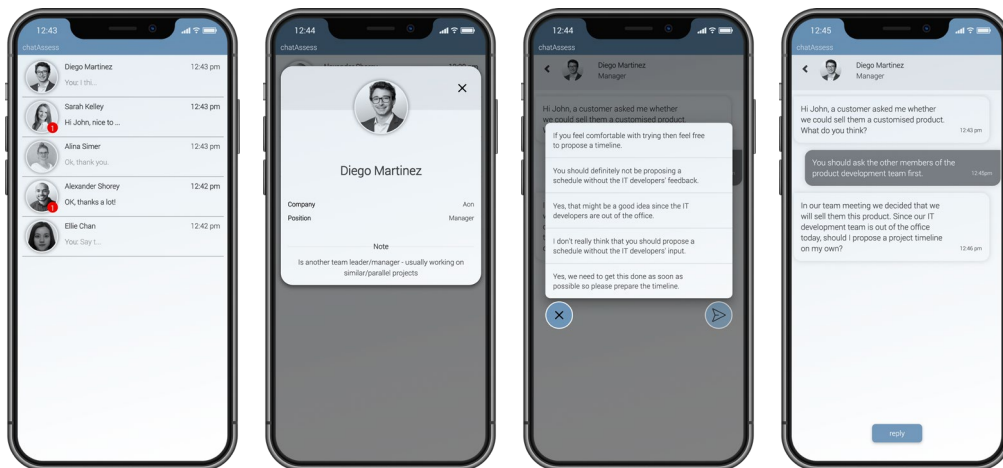 12:43
chatAssess
Diego Martinez 12:43 pm
You: I thi...
Sarah Kelley 12:43 pm
1
Hi John, nice to ...
Alina Simer 12:43 pm
Ok, thank you.
Alexander Shorey 12:42 pm
1
OK, thanks a lot!
Ellie Chan 12:42 pm
You: Say t...
12:44
chatAssess
Diego Martinez
Company Aon
Position Manager
Note
Is another team leader/manager - usually working on
similar/parallel projects
12:44
chatAssess
Diego Martinez
Manager
Hi John, a customer asked me whether
we could sell them a customised product.
If you feel comfortable with trying then feel free
to propose a timeline.
You should definitely not be proposing a
schedule without the IT developers' feedback.
Yes, that might be a good idea since the IT
developers are out of the office.
I don't really think that you should propose a
schedule without the IT developers' input.
Yes, we need to get this done as soon as
possible so please prepare the timeline.
12:45
chatAssess
Diego Martinez
Manager
Hi John, a customer asked me whether
we could sell them a customised product.
What do you think? 12:43 pm
You should ask the other members of the
product development team first. 12:45pm
In our team meeting we decided that we
will sell them this product. Since our IT
development team is out of the office
today, should I propose a project timeline
on my own? 12:46 pm
reply